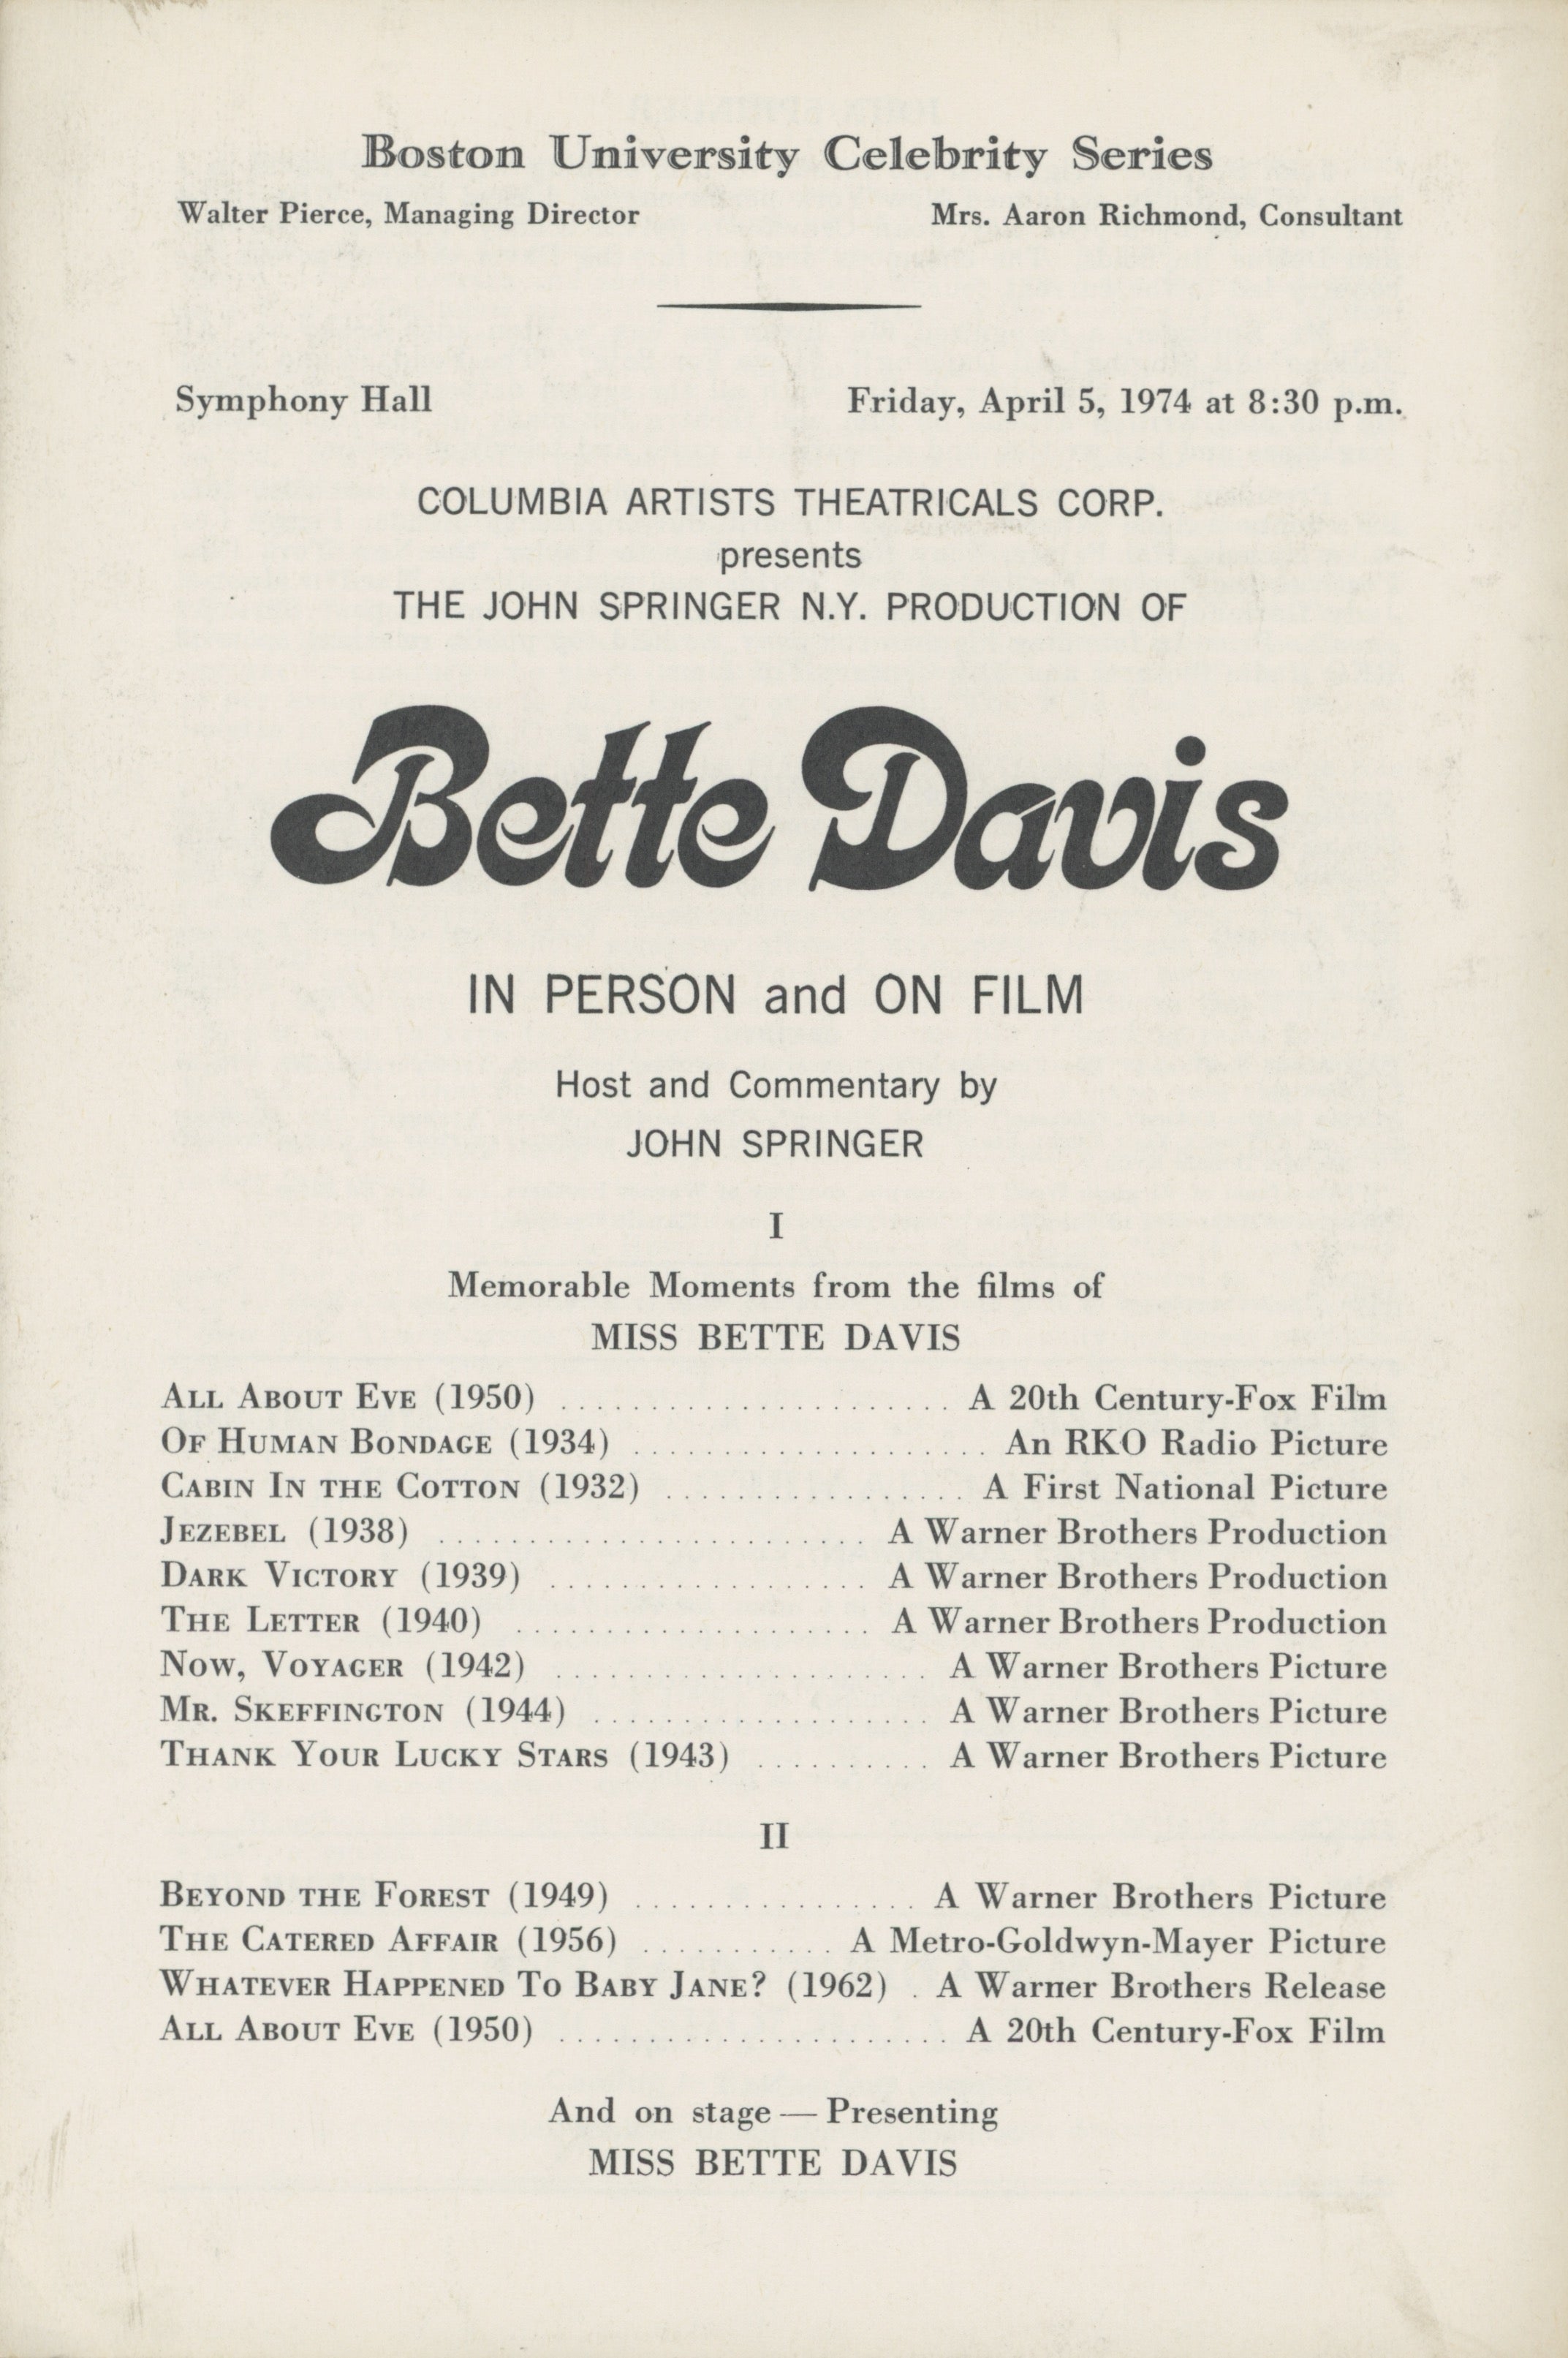 Boston University Celebrity Series
Walter Pierce, Managing Director Mrs. Aaron Richmond, Consultant
Symphony Hall Friday, April 5, 1974 at 8:30 p.m.
COLUMBIA ARTISTS THEATRICALS CORP.
presents
THE JOHN SPRINGER N.Y. PRODUCTION OF
Bette Davis
IN PERSON and ON FILM
Host and Commentary by
JOHN SPRINGER
I
Memorable Moments from the films of
MISS BETTE DAVIS
ALL ABOUT EVE (1950) ...................... A 20th Century-Fox Film
OF HUMAN BONDAGE (1934) .................... An RKO Radio Picture
CABIN IN THE COTTON (1932) ................. A First National Picture
JEZEBEL (1938) ........................ A Warner Brothers Production
DARK VICTORY (1939) .................. A Warner Brothers Production
THE LETTER (1940) .................... A Warner Brothers Production
NOW, VOYAGER (1942) ..................... A Warner Brothers Picture
MR. SKEFFINGTON (1944) ................... A Warner Brothers Picture
THANK YOUR LUCKY STARS (1943) .......... A Warner Brothers Picture
II
BEYOND THE FOREST (1949) ................ A Warner Brothers Picture
THE CATERED AFFAIR (1956) ........... A Metro-Goldwyn-Mayer Picture
WHATEVER HAPPENED TO BABY JANE? (1962) . A Warner Brothers Release
ALL ABOUT EVE (1950) ...................... A 20th Century-Fox Film
And on stage — Presenting
MISS BETTE DAVIS